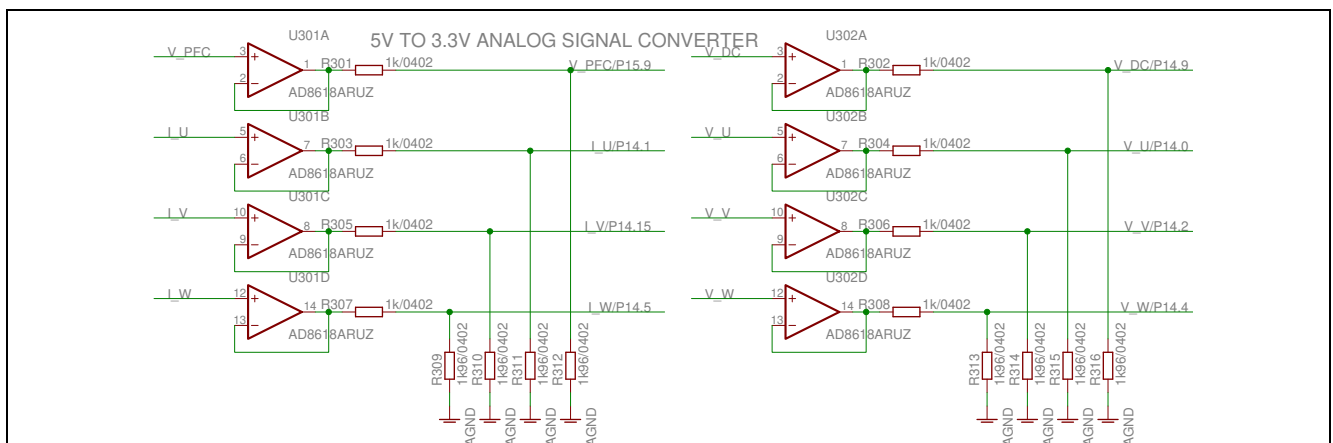 5V TO 3.3V ANALOG SIGNAL CONVERTER
U301A
V_PFC
3
2
1
R301
1k/0402
V_PFC/P15.9
AD8618ARUZ
U301B
I_U
5
6
7
R303
1k/0402
I_U/P14.1
AD8618ARUZ
U301C
I_V
10
9
8
R305
1k/0402
I_V/P14.15
AD8618ARUZ
U301D
I_W
12
13
14
R307
1k/0402
I_W/P14.5
AD8618ARUZ
R309
1k96/0402
R310
1k96/0402
R311
1k96/0402
R312
1k96/0402
AGND
AGND
AGND
AGND
U302A
V_DC
3
2
1
R302
1k/0402
V_DC/P14.9
AD8618ARUZ
U302B
V_U
5
6
7
R304
1k/0402
V_U/P14.0
AD8618ARUZ
U302C
V_V
10
9
8
R306
1k/0402
V_V/P14.2
AD8618ARUZ
U302D
V_W
12
13
14
R308
1k/0402
V_W/P14.4
AD8618ARUZ
R313
1k96/0402
R314
1k96/0402
R315
1k96/0402
R316
1k96/0402
AGND
AGND
AGND
AGND